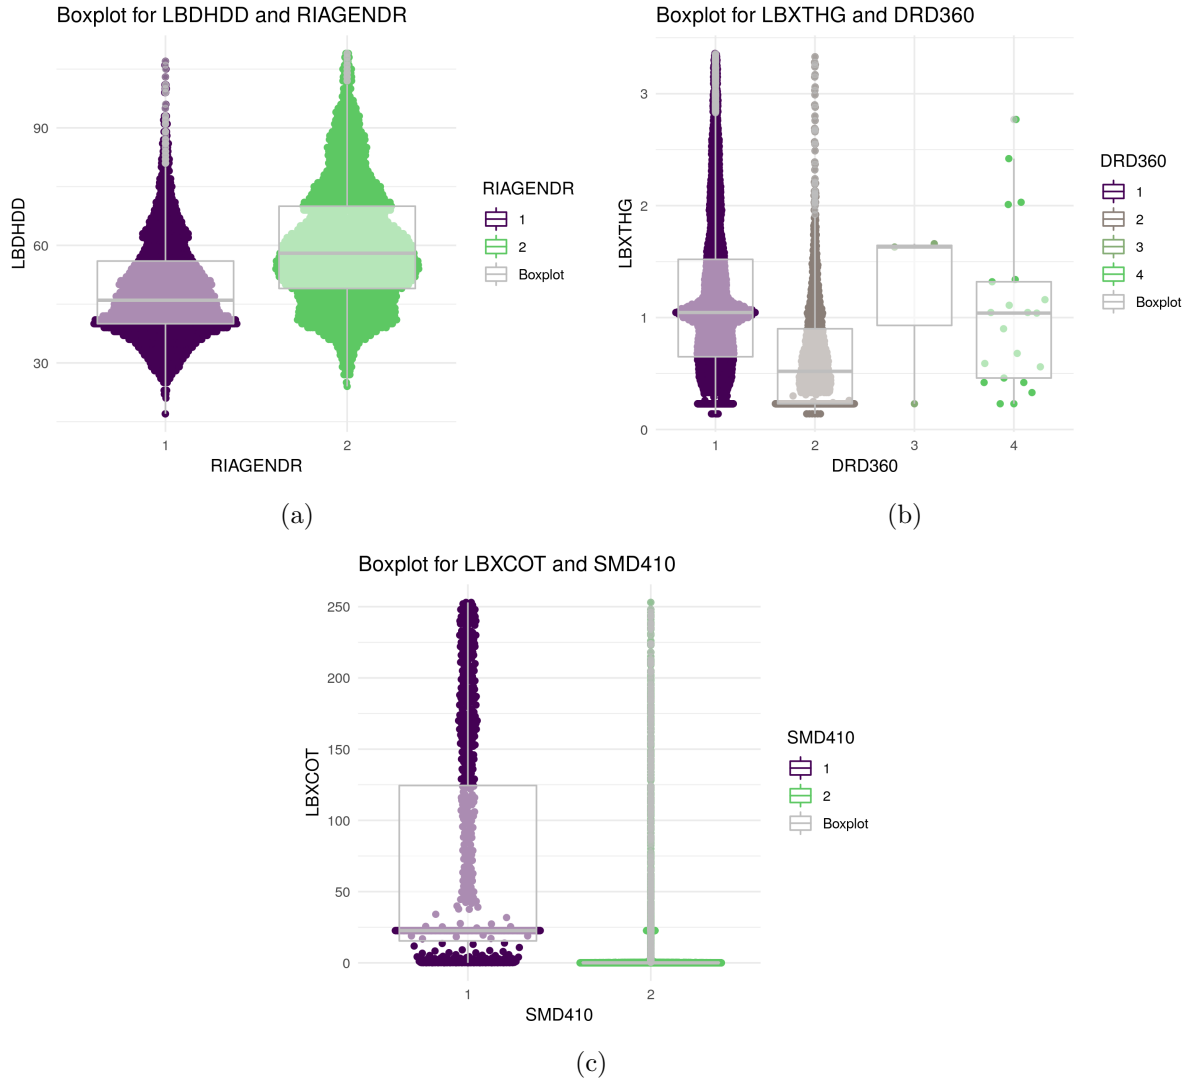 Boxplot for LBDHDD and RIAGENDR
LBDHDD
90
60
30
1
2
RIAGENDR
RIAGENDR
1
2
Boxplot
(a)
Boxplot for LBXTHG and DRD360
LBXTHG
3
2
1
0
1
2
3
4
DRD360
DRD360
1
2
3
4
Boxplot
(b)
Boxplot for LBXCOT and SMD410
LBXCOT
250
200
150
100
50
0
1
2
SMD410
SMD410
1
2
Boxplot
(c)